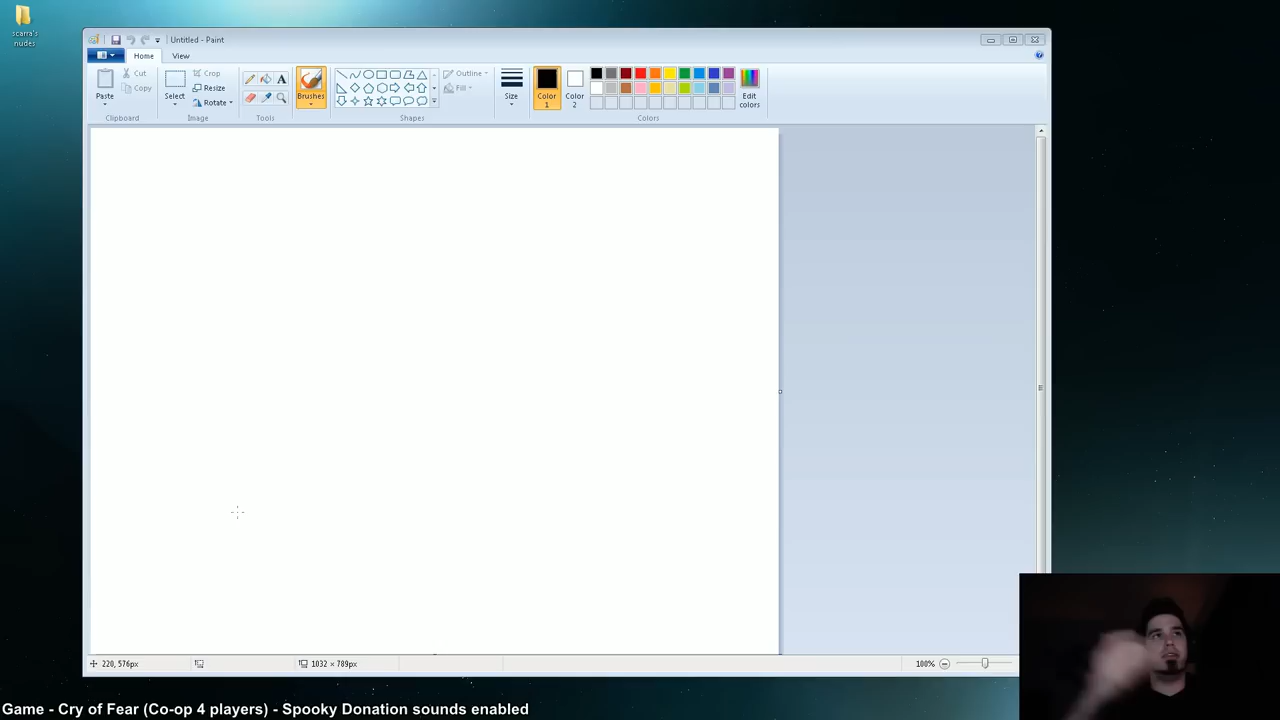 scarra's
nudes
Untitled - Paint
Home
View
Paste
Cut
Copy
Clipboard
Select
Crop
Resize
Rotate
Image
Tools
Brushes
Shapes
Outline
Fill
Size
Color
1
Color
2
Edit
colors
Colors
220, 576px
1032 × 789px
100%
Game - Cry of Fear (Co-op 4 players) - Spooky Donation sounds enabled